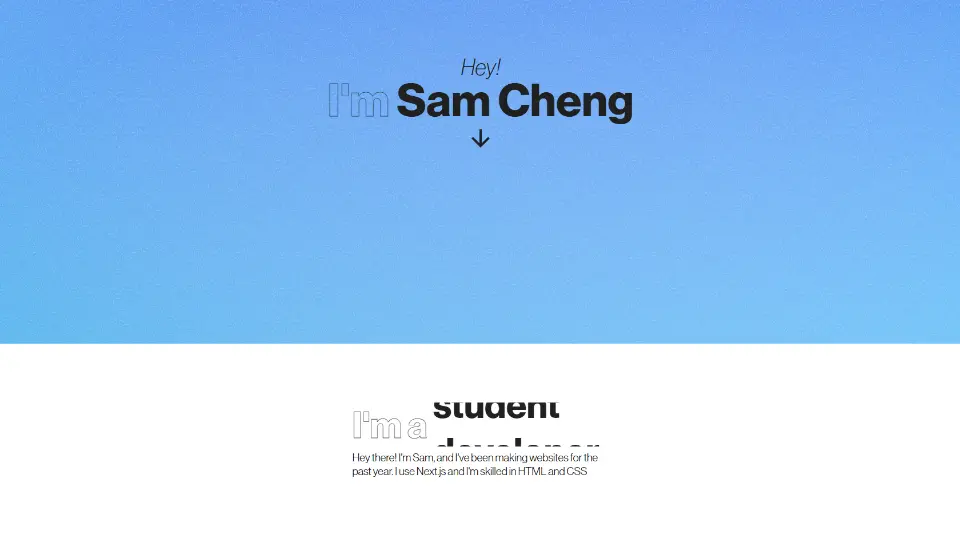 Hey!
I'm Sam Cheng
I'm a student
developer
Hey there! I'm Sam, and I've been making websites for the
past year. I use Next.js and I'm skilled in HTML and CSS